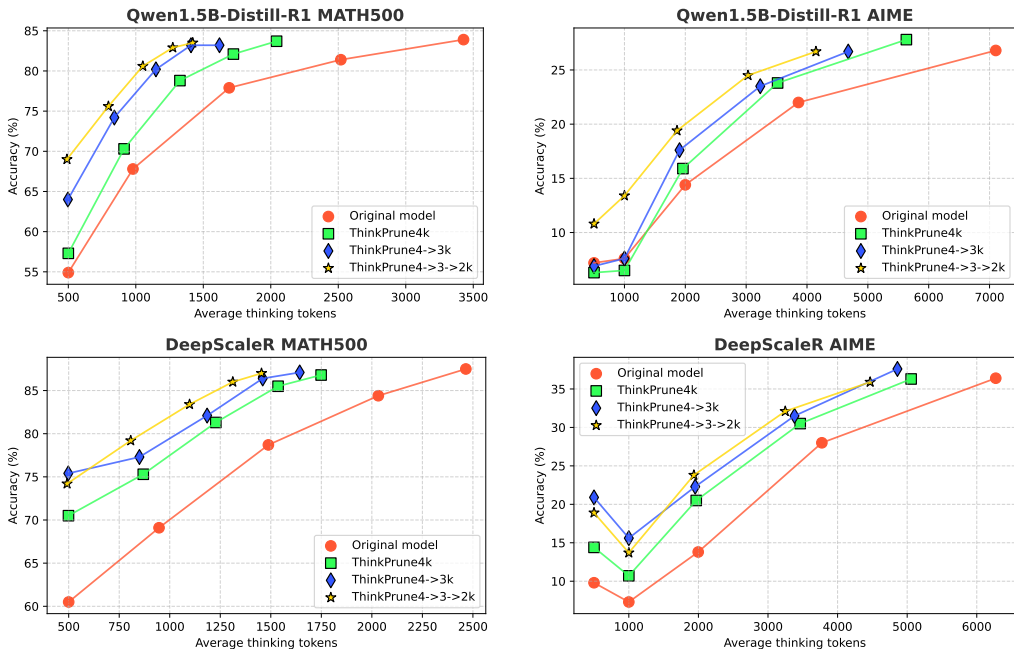 Qwen1.5B-Distill-R1 MATH500
85
80
75
70
65
60
55
Accuracy (%)
Original model
ThinkPrune4k
ThinkPrune4->3k
ThinkPrune4->3->2k
500 1000 1500 2000 2500 3000 3500
Average thinking tokens
Qwen1.5B-Distill-R1 AIME
25
20
15
10
Accuracy (%)
Original model
ThinkPrune4k
ThinkPrune4->3k
ThinkPrune4->3->2k
1000 2000 3000 4000 5000 6000 7000
Average thinking tokens
DeepScaleR MATH500
85
80
75
70
65
60
Accuracy (%)
Original model
ThinkPrune4k
ThinkPrune4->3k
ThinkPrune4->3->2k
500 750 1000 1250 1500 1750 2000 2250 2500
Average thinking tokens
DeepScaleR AIME
Original model
ThinkPrune4k
ThinkPrune4->3k
ThinkPrune4->3->2k
35
30
25
20
15
10
Accuracy (%)
1000 2000 3000 4000 5000 6000
Average thinking tokens